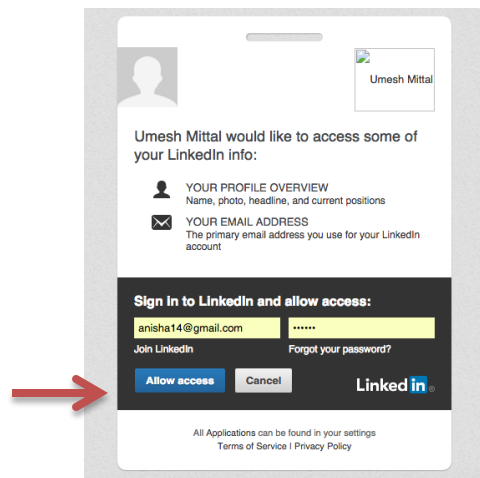 Umesh Mittal
Umesh Mittal would like to access some of
your LinkedIn info:
YOUR PROFILE OVERVIEW
Name, photo, headline, and current positions
YOUR EMAIL ADDRESS
The primary email address you use for your LinkedIn
account
Sign in to LinkedIn and allow access:
anisha14@gmail.com ••••••
Join LinkedIn Forgot your password?
Allow access Cancel Linked in ®
All Applications can be found in your settings
Terms of Service | Privacy Policy